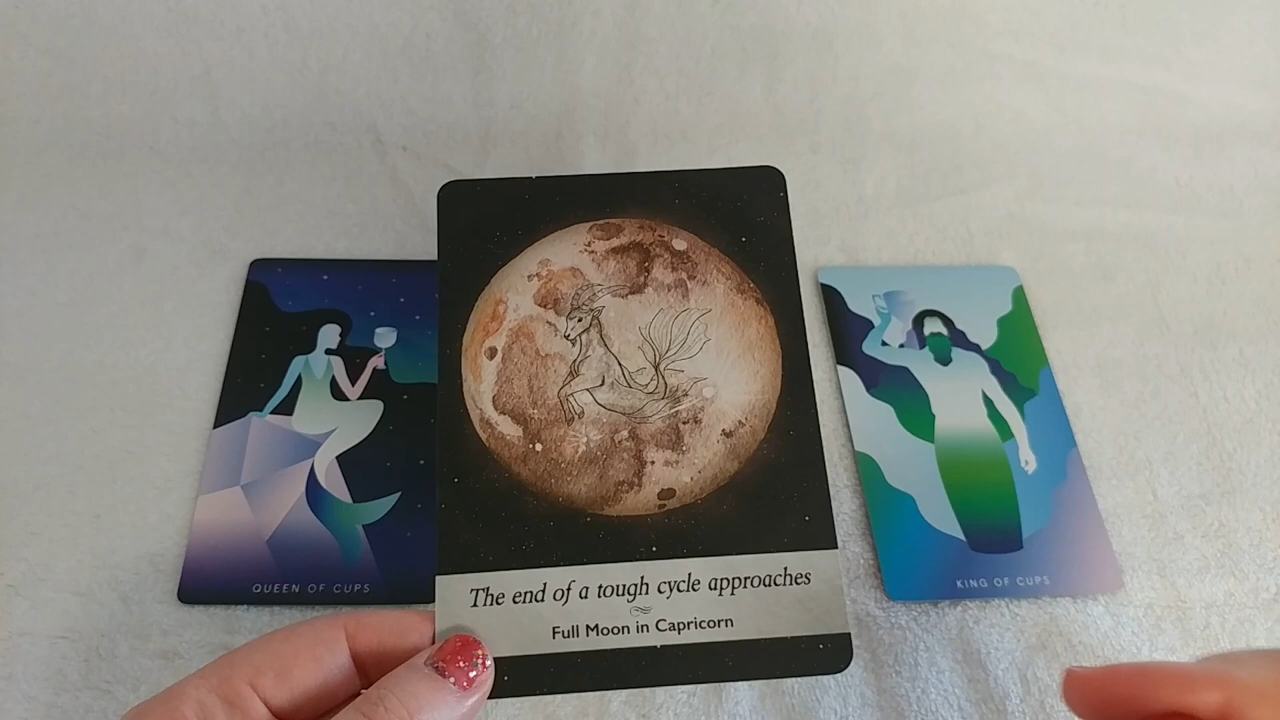 QUEEN OF CUPS
The end of a tough cycle approaches
Full Moon in Capricorn
KING OF CUPS